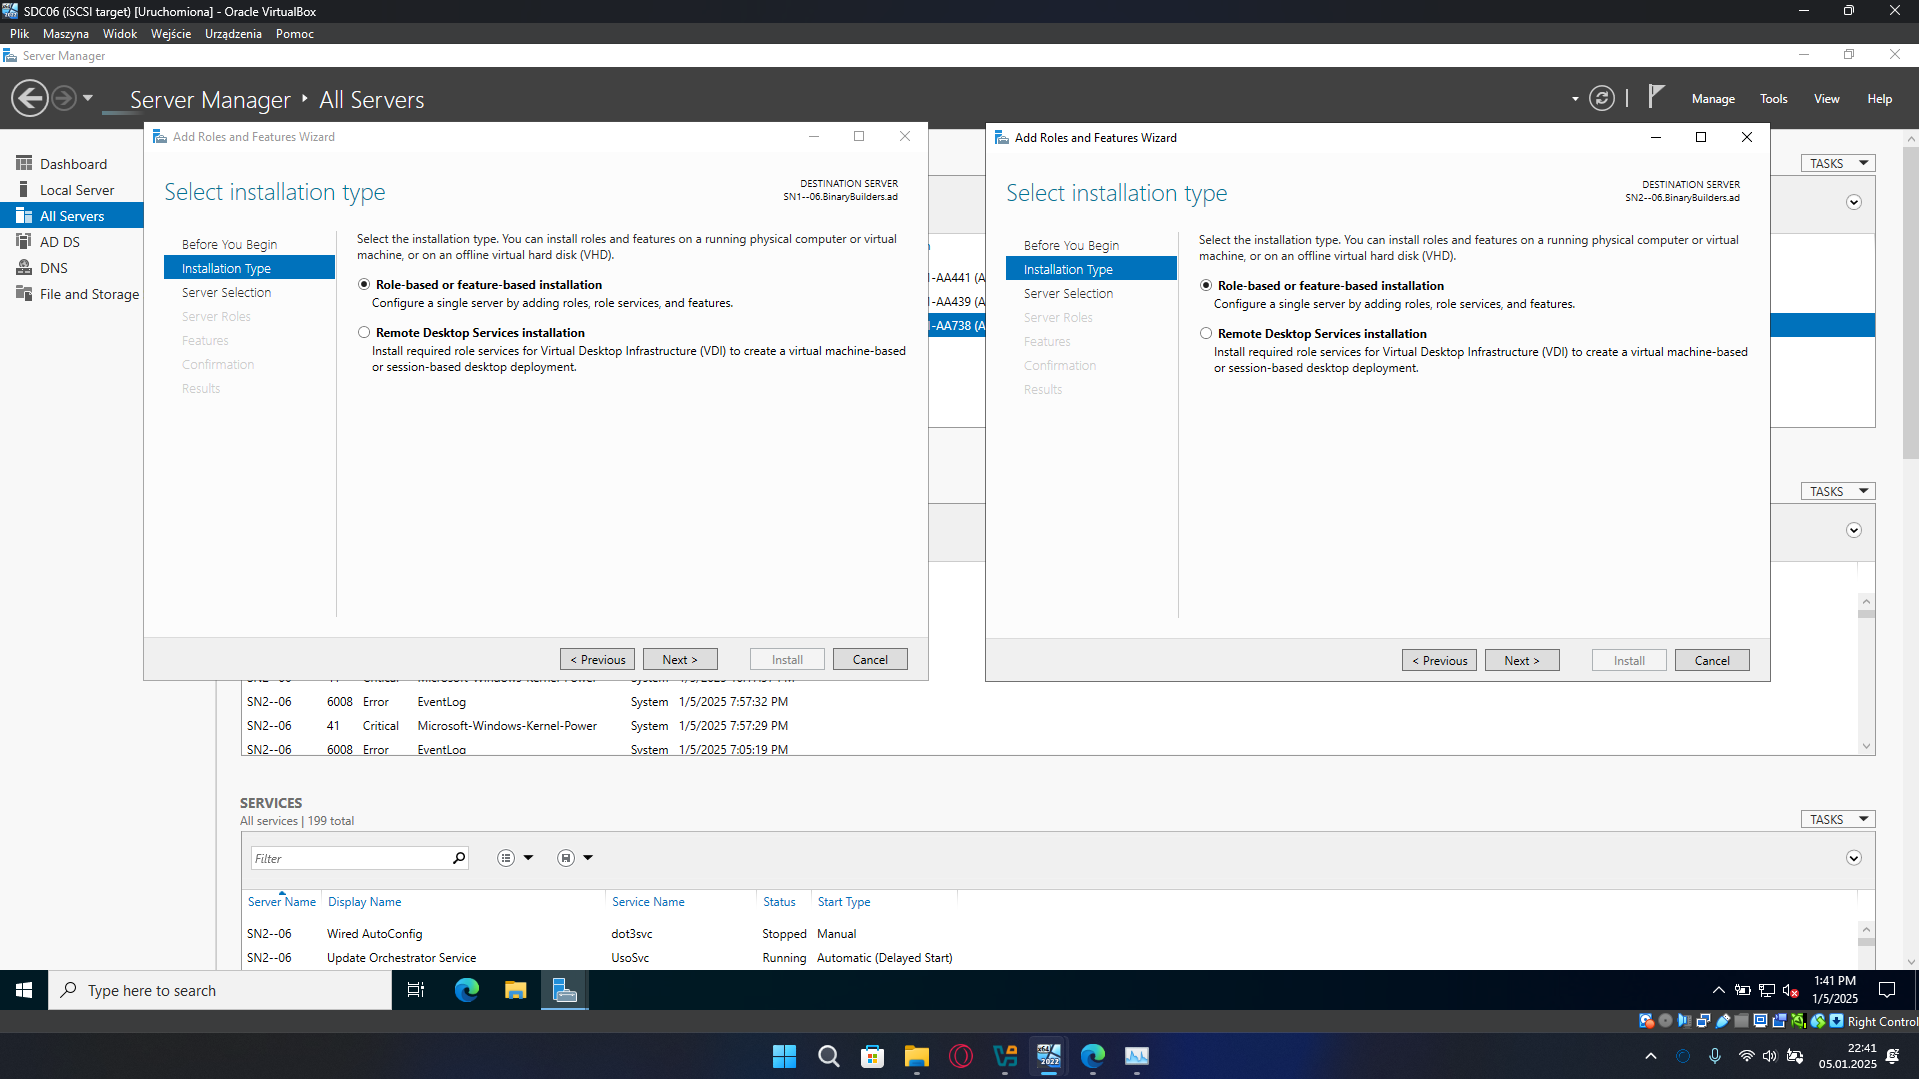 SDC06 (iSCSI target) [Uruchomiona] - Oracle VirtualBox
Plik Maszyna Widok Wejście Urządzenia Pomoc
Server Manager
Server Manager All Servers
Manage Tools View Help
Dashboard
Local Server
All Servers
AD DS
DNS
File and Storage
Add Roles and Features Wizard
Select installation type
DESTINATION SERVER
SN1--06.BinaryBuilders.ad
Before You Begin
Installation Type
Server Selection
Server Roles
Features
Confirmation
Results
Select the installation type. You can install roles and features on a running physical computer or virtual
machine, or on an offline virtual hard disk (VHD).
Role-based or feature-based installation
Configure a single server by adding roles, role services, and features.
Remote Desktop Services installation
Install required role services for Virtual Desktop Infrastructure (VDI) to create a virtual machine-based
or session-based desktop deployment.
< Previous Next > Install Cancel
1-AA441 (A
1-AA439 (A
1-AA738 (A
Add Roles and Features Wizard
Select installation type
DESTINATION SERVER
SN2--06.BinaryBuilders.ad
Before You Begin
Installation Type
Server Selection
Server Roles
Features
Confirmation
Results
Select the installation type. You can install roles and features on a running physical computer or virtual
machine, or on an offline virtual hard disk (VHD).
Role-based or feature-based installation
Configure a single server by adding roles, role services, and features.
Remote Desktop Services installation
Install required role services for Virtual Desktop Infrastructure (VDI) to create a virtual machine-based
or session-based desktop deployment.
< Previous Next > Install Cancel
TASKS
TASKS
SN2--06 6008 Error EventLog System 1/5/2025 7:57:32 PM
SN2--06 41 Critical Microsoft-Windows-Kernel-Power System 1/5/2025 7:57:29 PM
SN2--06 6008 Error EventLog System 1/5/2025 7:05:19 PM
SERVICES
All services | 199 total
TASKS
Filter
Server Name Display Name Service Name Status Start Type
SN2--06 Wired AutoConfig dot3svc Stopped Manual
SN2--06 Update Orchestrator Service UsoSvc Running Automatic (Delayed Start)
Type here to search
1:41 PM
1/5/2025
Right Control
22:41
05.01.2025